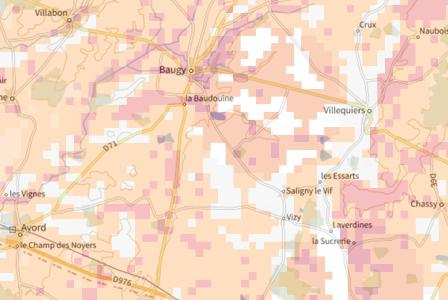 Villabon
Crux
Baugy
la Baudouine
Villequiers
D71
les Essarts
les Vignes
Saligny le Vif
Chassy
Vizy
Avord
Laverdines
la Sucrerie
le Champ des Noyers
D976